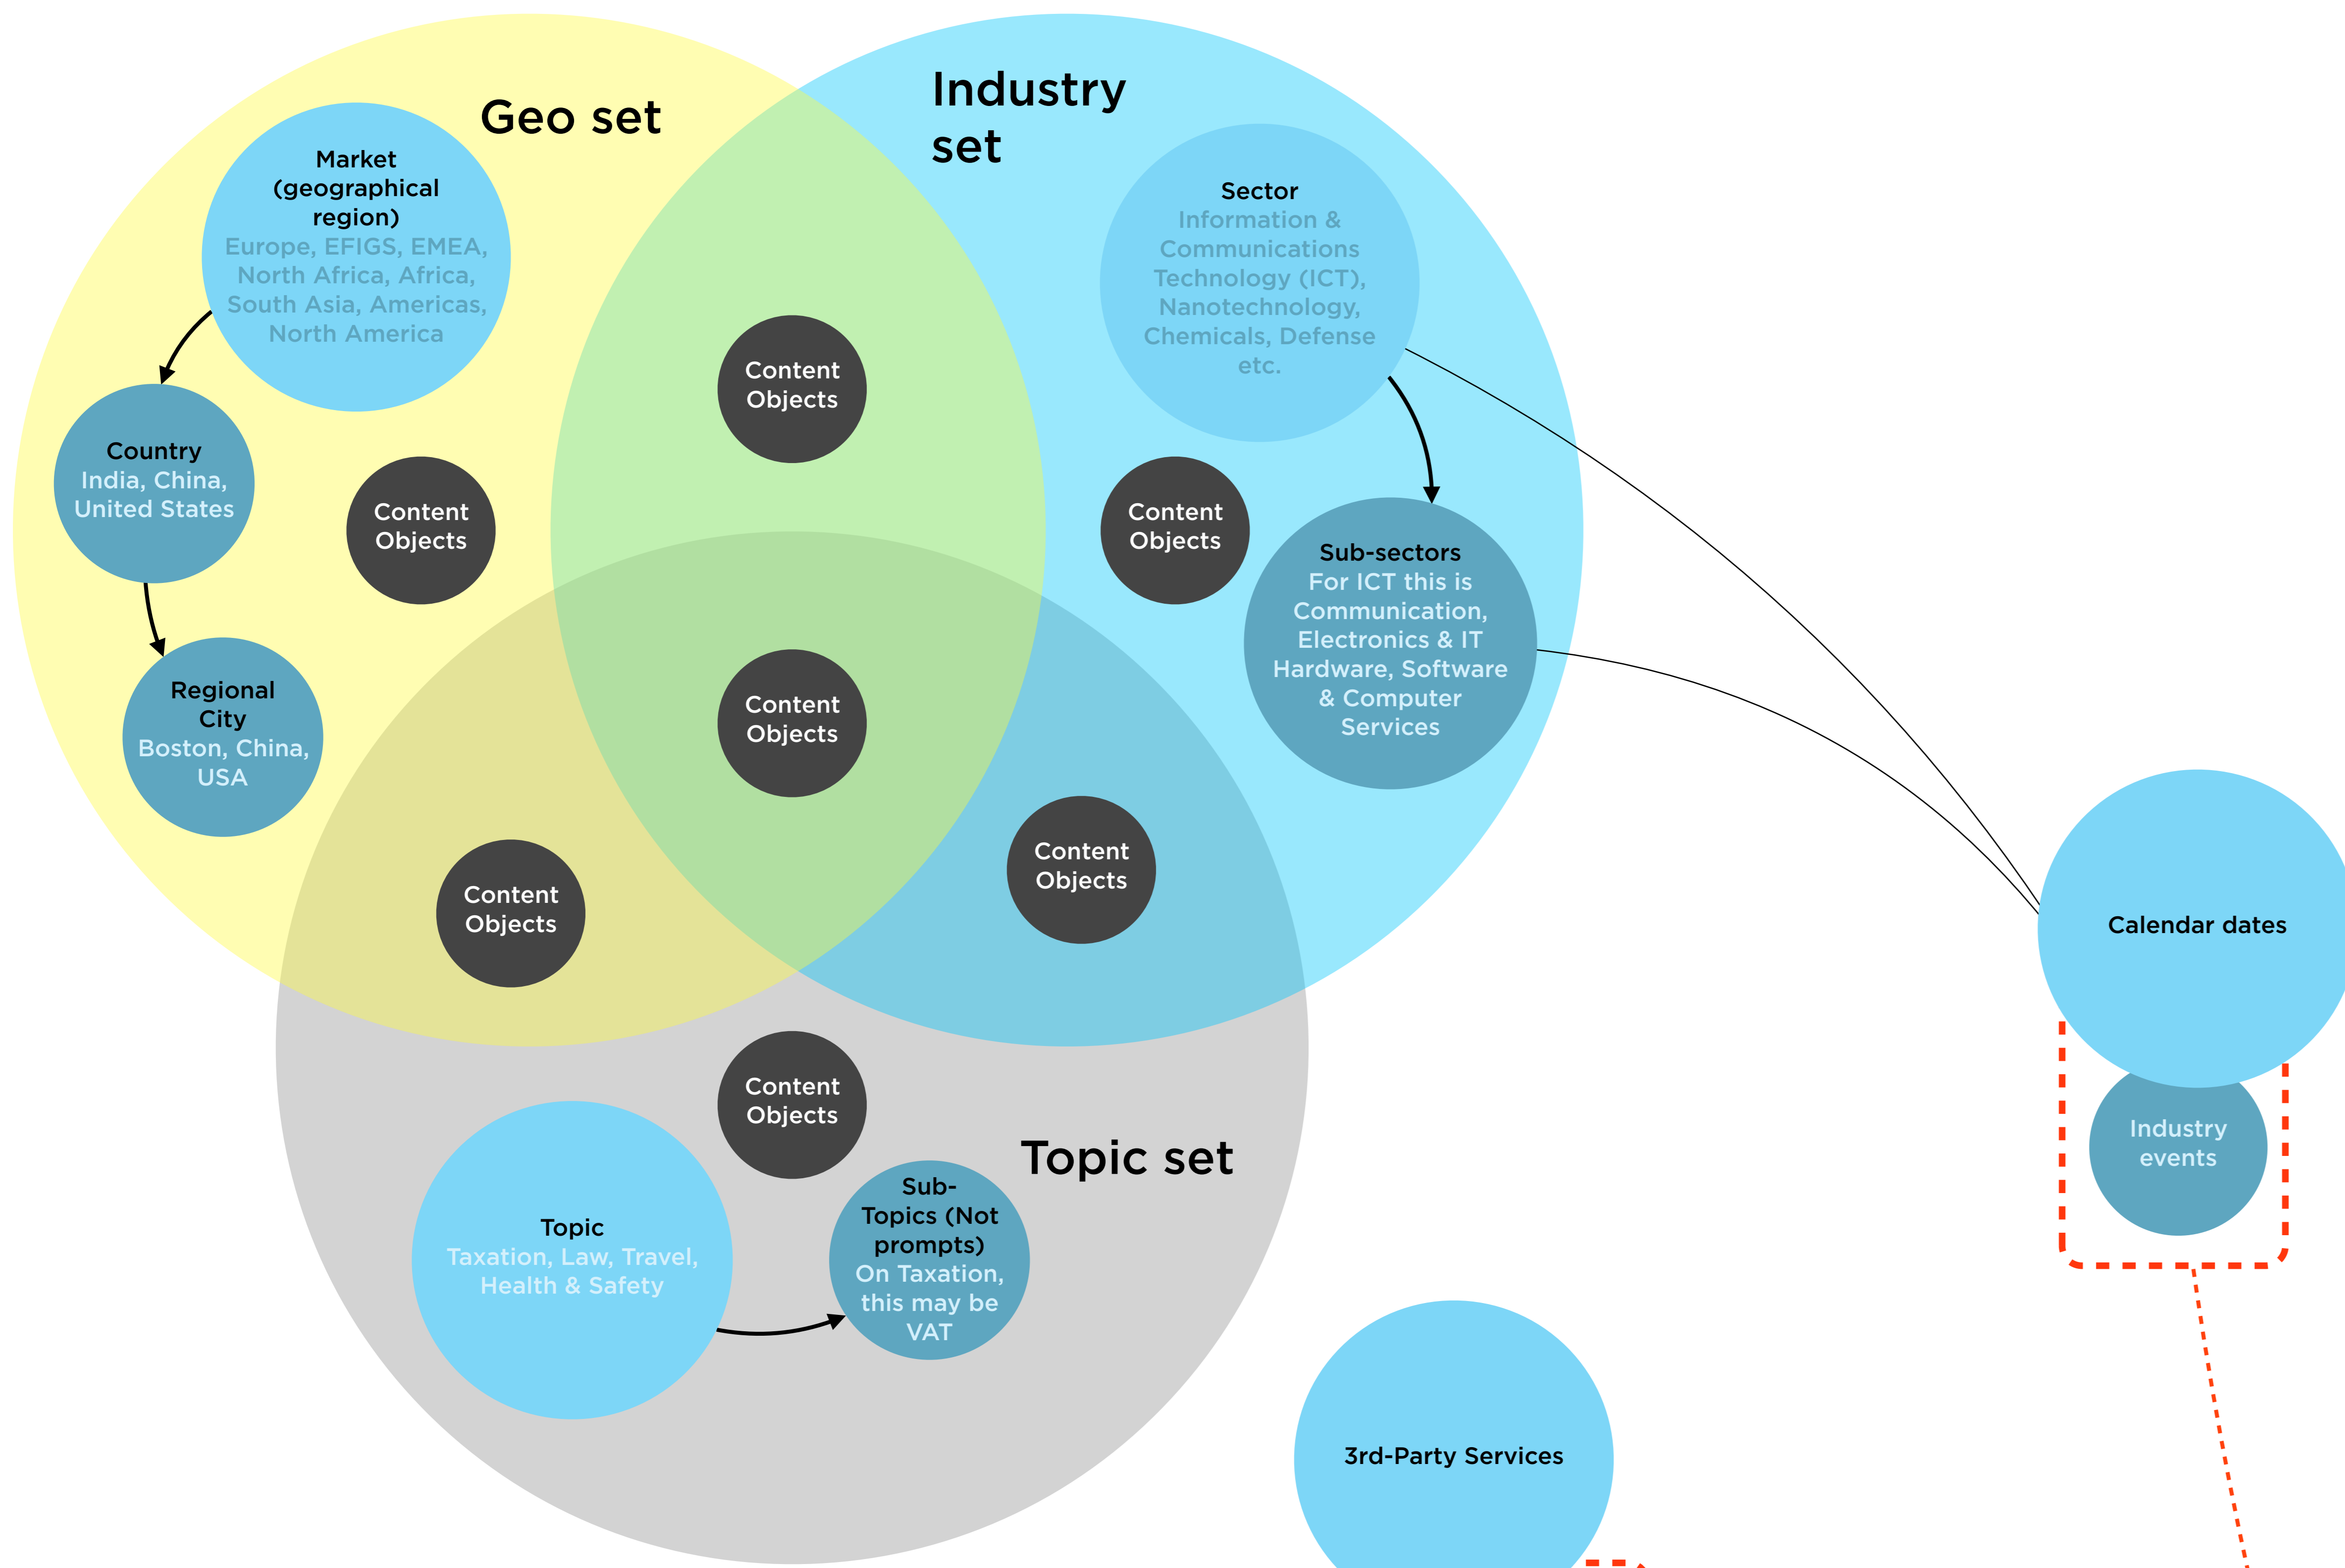 Geo set
Industry
set
Market
(geographical
region)
Europe, EFIGS, EMEA,
North Africa, Africa,
South Asia, Americas,
North America
Sector
Information &
Communications
Technology (ICT),
Nanotechnology,
Chemicals, Defense
etc.
Content
Objects
Country
India, China,
United States
Content
Objects
Content
Objects
Sub-sectors
For ICT this is
Communication,
Electronics & IT
Hardware, Software
& Computer
Services
Regional
City
Boston, China,
USA
Content
Objects
Content
Objects
Content
Objects
Calendar dates
Industry
events
Content
Objects
Topic set
Topic
Taxation, Law, Travel,
Health & Safety
Sub-
Topics (Not
prompts)
On Taxation,
this may be
VAT
3rd-Party Services